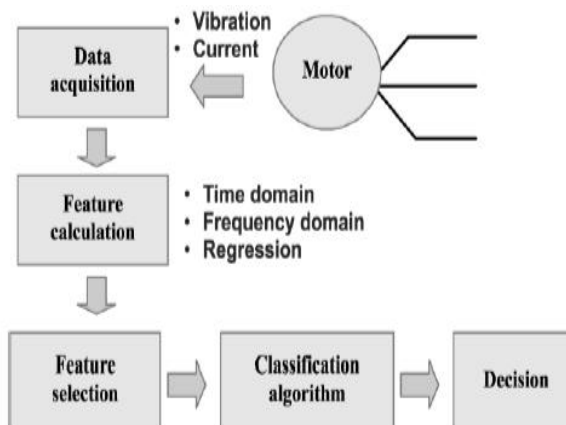 • Vibration
• Current
Data
acquisition
Motor
Feature
calculation
• Time domain
• Frequency domain
• Regression
Feature
selection
Classification
algorithm
Decision